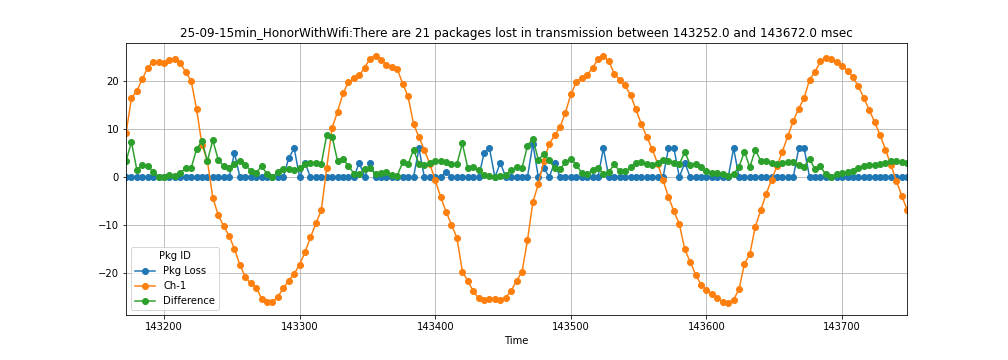 25-09-15min_HonorWithWifi:There are 21 packages lost in transmission between 143252.0 and 143672.0 msec
20
10
0
−10
−20
Pkg ID
Pkg Loss
Ch-1
Difference
143200 143300 143400 143500 143600 143700
Time